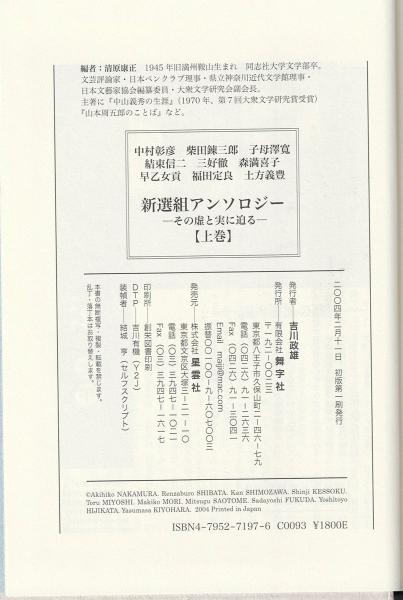 編者：清原康正　1945年旧満州鞍山生まれ　同志社大学文学部卒。
文芸評論家・日本ペンクラブ理事・県立神奈川近代文学館理事・
日本文藝家協会編纂委員・大衆文学研究会副会長。
主著に『中山義秀の生涯』（1970年、第7回大衆文学研究賞受賞）
『山本周五郎のことば』など。
中村彰彦　柴田錬三郎　子母澤寛
結束信二　三好徹　森満喜子
早乙女貢　福田定良　土方義豊
新選組アンソロジー
―その虚と実に迫る―
【上巻】
二〇〇四年二月十一日　初版第一刷発行
発行者――吉川政雄
発行所――有限会社 舞字社
〒一九二-〇〇二三
東京都八王子市久保山町二-一四六-七九
電話（〇四二六）九一-二六三六
Fax（〇四二六）九一-三〇四一
Email maiji@mac.com
振替〇〇一〇〇-九-六〇七〇〇三
発売元――株式会社 星雲社
東京都文京区大塚三-二一-一〇
電話（〇三）三九四七-一〇二一
Fax（〇三）三九四七-一六一七
印刷所――創栄図書印刷
DTP――吉川有機（Y2J）
装幀者――結城　亨（セルフスクリプト）
本書の無断複写・複製・転載を禁じます。
乱丁・落丁本はお取り替えします。
©Akihiko NAKAMURA. Renzaburo SHIBATA. Kan SHIMOZAWA. Shinji KESSOKU.
Toru MIYOSHI. Makiko MORI. Mitsugu SAOTOME. Sadayoshi FUKUDA. Yoshitoyo
HIJIKATA. Yasumasa KIYOHARA. 2004 Printed in Japan
ISBN4-7952-7197-6　C0093　¥1800E